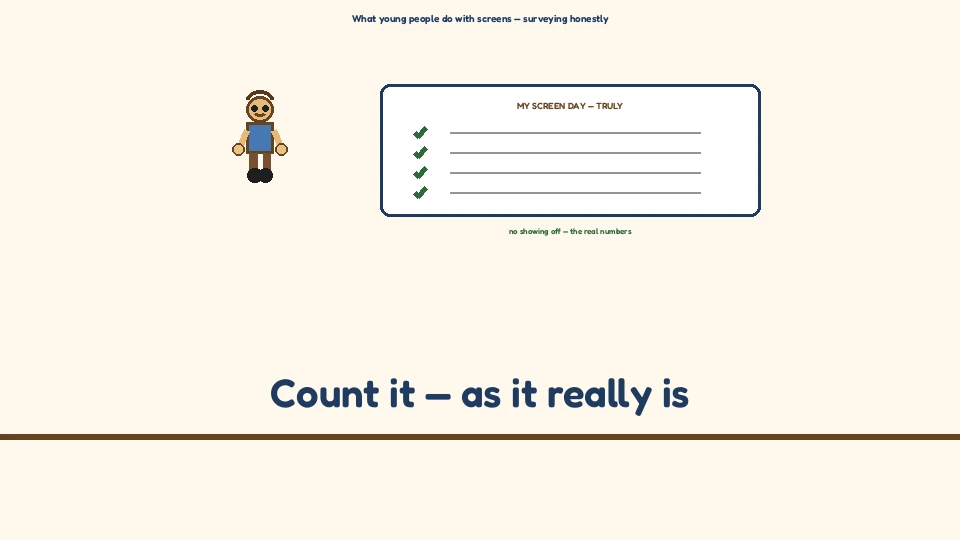 What young people do with screens — surveying honestly
MY SCREEN DAY — TRULY
no showing off — the real numbers
Count it — as it really is